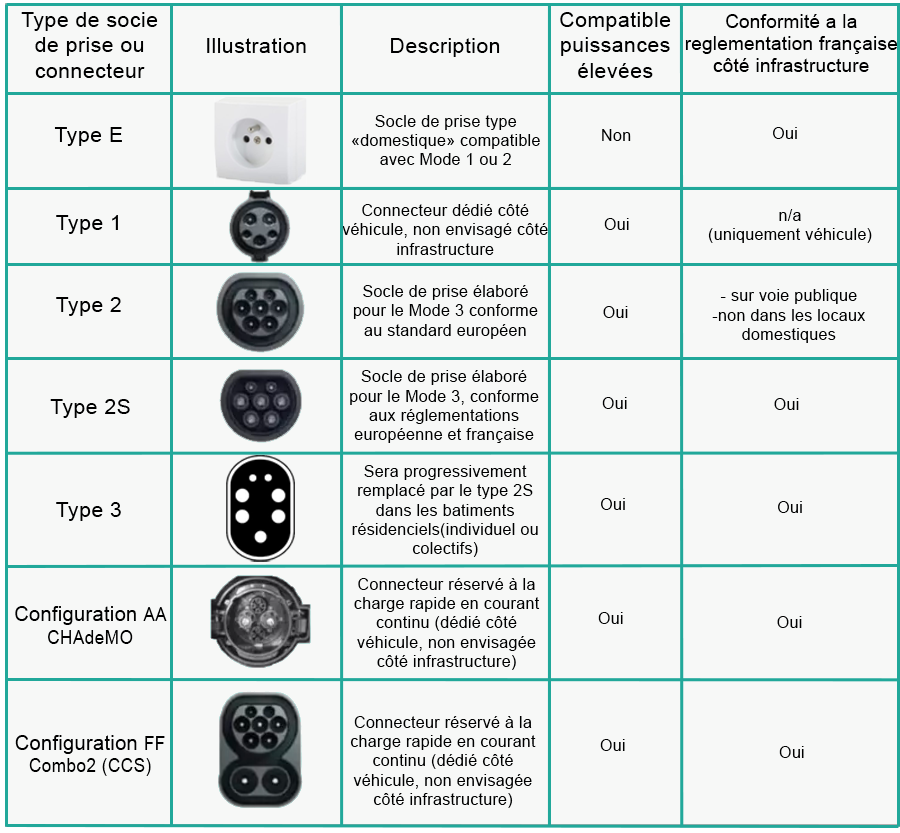 Type de socie
de prise ou
connecteur
Illustration
Description
Compatible
puissances
élevées
Conformité a la
reglementation française
côté infrastructure
Type E
Socle de prise type
«domestique» compatible
avec Mode 1 ou 2
Non
Oui
Type 1
Connecteur dédié côté
véhicule, non envisagé côté
infrastructure
Oui
n/a
(uniquement véhicule)
Type 2
Socle de prise élaboré
pour le Mode 3 conforme
au standard européen
Oui
- sur voie publique
-non dans les locaux
domestiques
Type 2S
Socle de prise élaboré
pour le Mode 3, conforme
aux réglementations
européenne et française
Oui
Oui
Type 3
Sera progressivement
remplacé par le type 2S
dans les batiments
résidenciels(individuel ou
colectifs)
Oui
Oui
Configuration AA
CHAdeMO
Connecteur réservé à la
charge rapide en courant
continu (dédié côté
véhicule, non envisagée
côté infrastructure)
Oui
Oui
Configuration FF
Combo2 (CCS)
Connecteur réservé à la
charge rapide en courant
continu (dédié côté
véhicule, non envisagée
côté infrastructure)
Oui
Oui